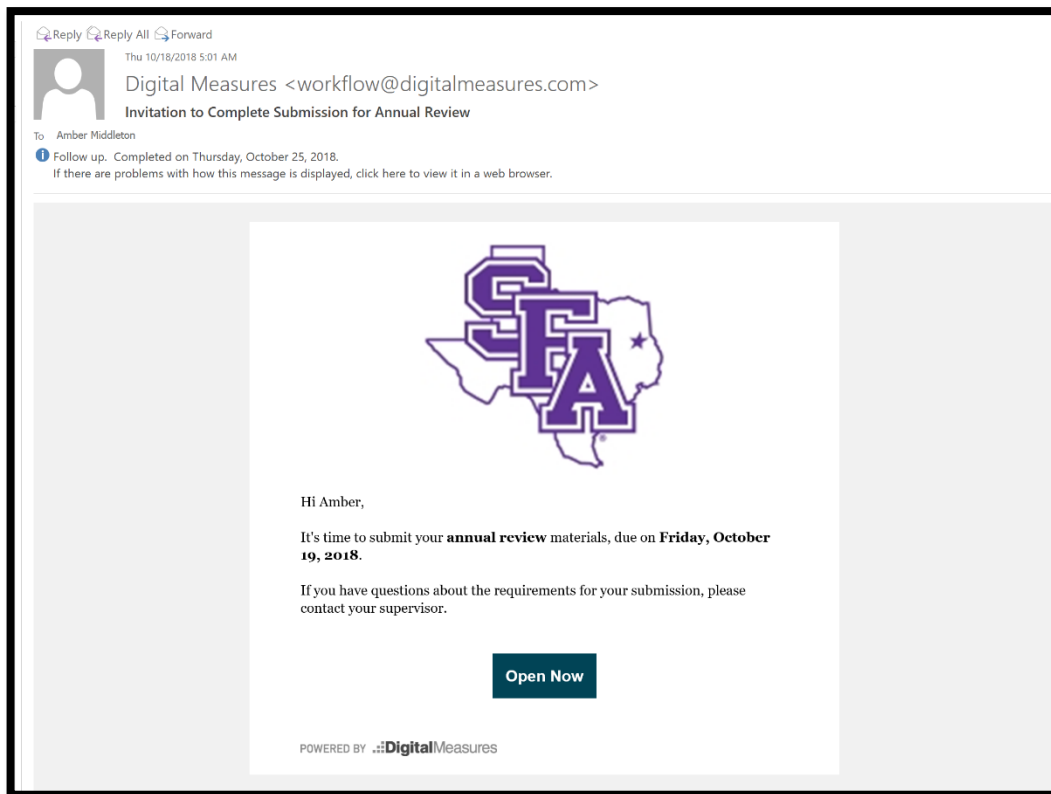 Reply Reply All Forward
Thu 10/18/2018 5:01 AM
Digital Measures <workflow@digitalmeasures.com>
Invitation to Complete Submission for Annual Review
To Amber Middleton
Follow up. Completed on Thursday, October 25, 2018.
If there are problems with how this message is displayed, click here to view it in a web browser.
SFA
®
Hi Amber,
It's time to submit your annual review materials, due on Friday, October
19, 2018.
If you have questions about the requirements for your submission, please
contact your supervisor.
Open Now
POWERED BY DigitalMeasures